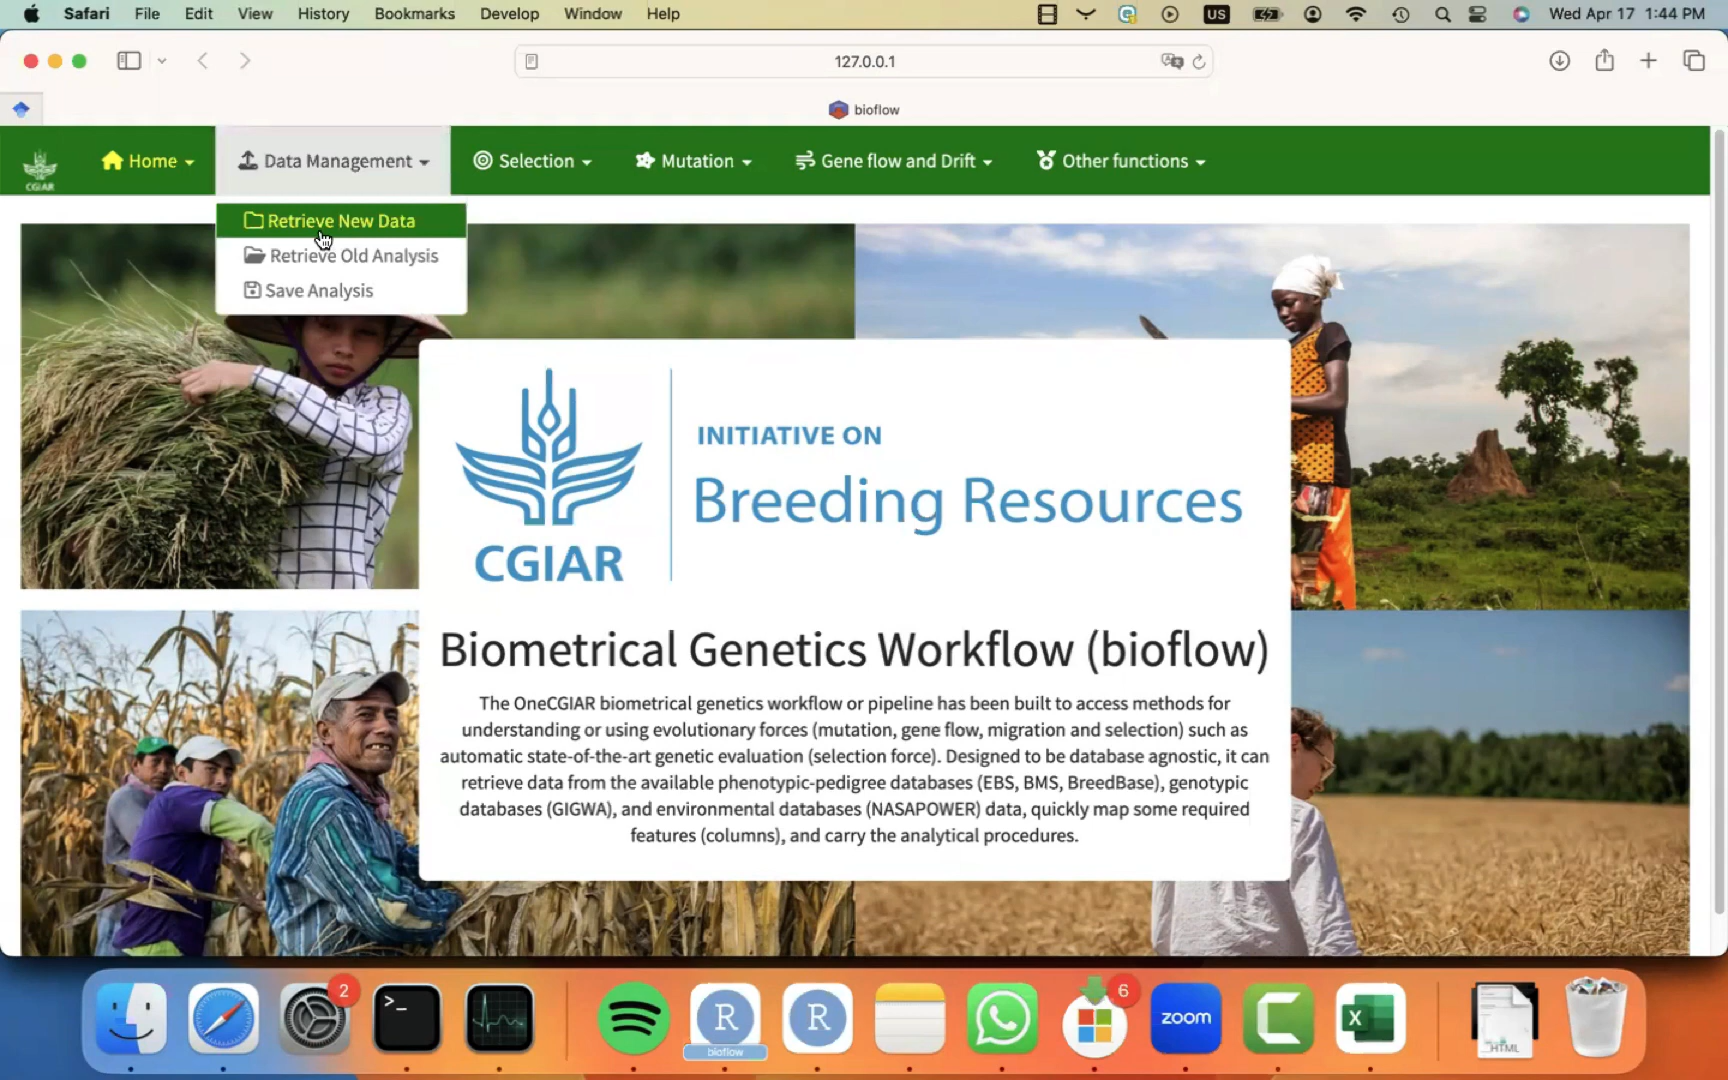 Safari File Edit View History Bookmarks Develop Window Help US Wed Apr 17 1:44 PM
127.0.0.1
bioflow
CGIAR Home Data Management Selection Mutation Gene flow and Drift Other functions
Retrieve New Data
Retrieve Old Analysis
Save Analysis
INITIATIVE ON
Breeding Resources
CGIAR
Biometrical Genetics Workflow (bioflow)
The OneCGIAR biometrical genetics workflow or pipeline has been built to access methods for
understanding or using evolutionary forces (mutation, gene flow, migration and selection) such as
automatic state-of-the-art genetic evaluation (selection force). Designed to be database agnostic, it can
retrieve data from the available phenotypic-pedigree databases (EBS, BMS, BreedBase), genotypic
databases (GIGWA), and environmental databases (NASAPOWER) data, quickly map some required
features (columns), and carry the analytical procedures.
2 6
>_ R R zoom C X
bioflow HTML